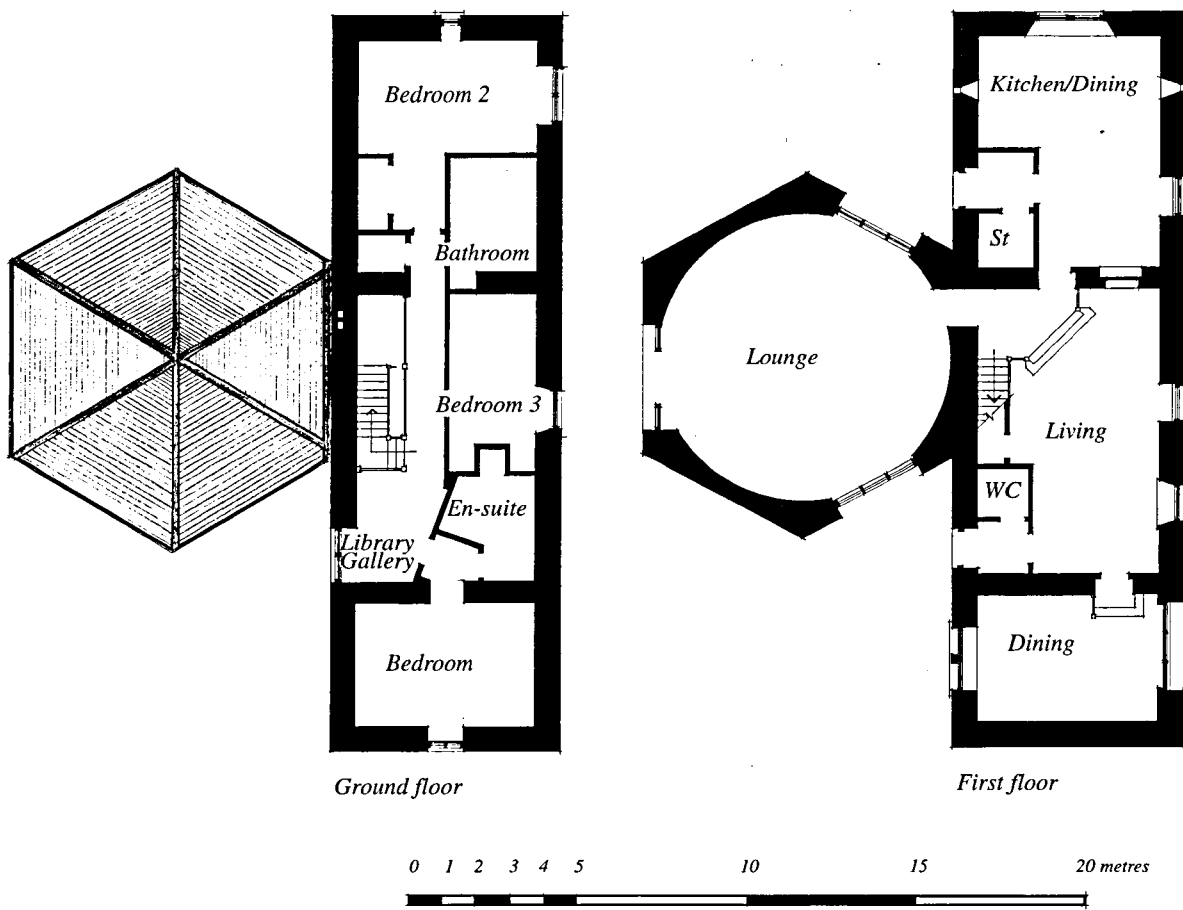 Bedroom 2
Bathroom
Bedroom 3
En-suite
Library
Gallery
Bedroom
Ground floor
Kitchen/Dining
St
Lounge
Living
WC
Dining
First floor
0 1 2 3 4 5 10 15 20 metres